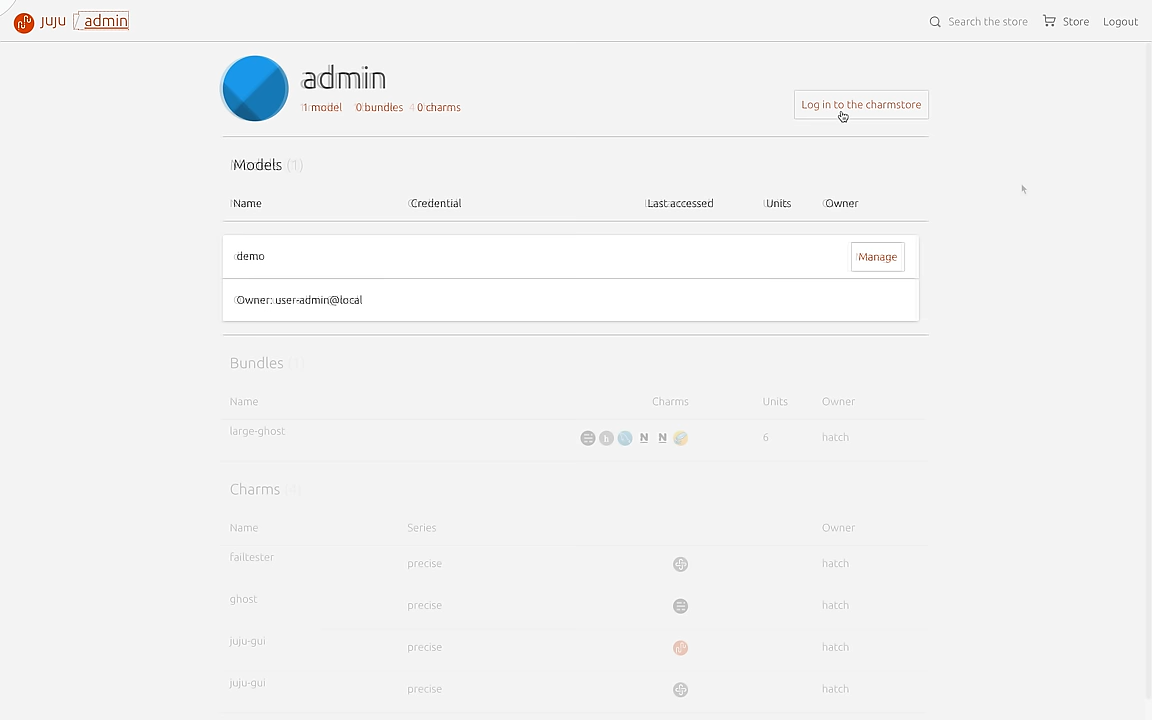 juju / admin Search the store Store Logout
admin
1 model 0 bundles 0 charms
Log in to the charmstore
Models (1)
Name Credential Last accessed Units Owner
demo Manage
Owner: user-admin@local
Bundles (1)
Name Charms Units Owner
large-ghost h N N 6 hatch
Charms (4)
Name Series Owner
failtester precise hatch
ghost precise hatch
juju-gui precise hatch
juju-gui precise hatch